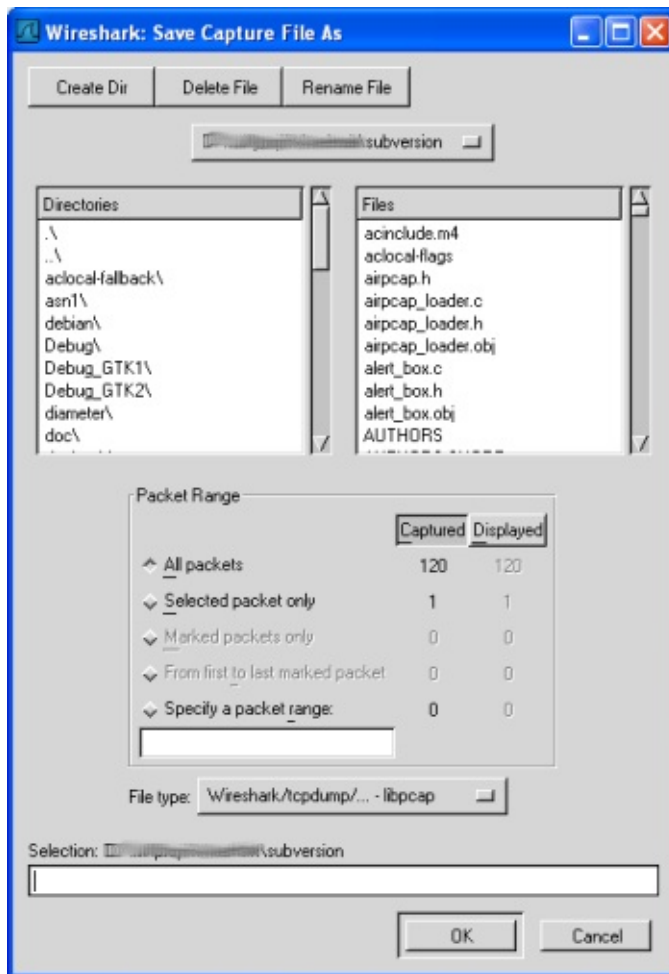 Wireshark: Save Capture File As
Create Dir Delete File Rename File
\subversion
Directories
.\
..\
aclocal-fallback\
asn1\
debian\
Debug\
Debug_GTK1\
Debug_GTK2\
diameter\
doc\
Files
acinclude.m4
aclocal-flags
airpcap.h
airpcap_loader.c
airpcap_loader.h
airpcap_loader.obj
alert_box.c
alert_box.h
alert_box.obj
AUTHORS
Packet Range
Captured Displayed
All packets 120 120
Selected packet only 1 1
Marked packets only 0 0
From first to last marked packet 0 0
Specify a packet range: 0 0
File type: Wireshark/tcpdump/... - libpcap
Selection: \subversion
OK Cancel